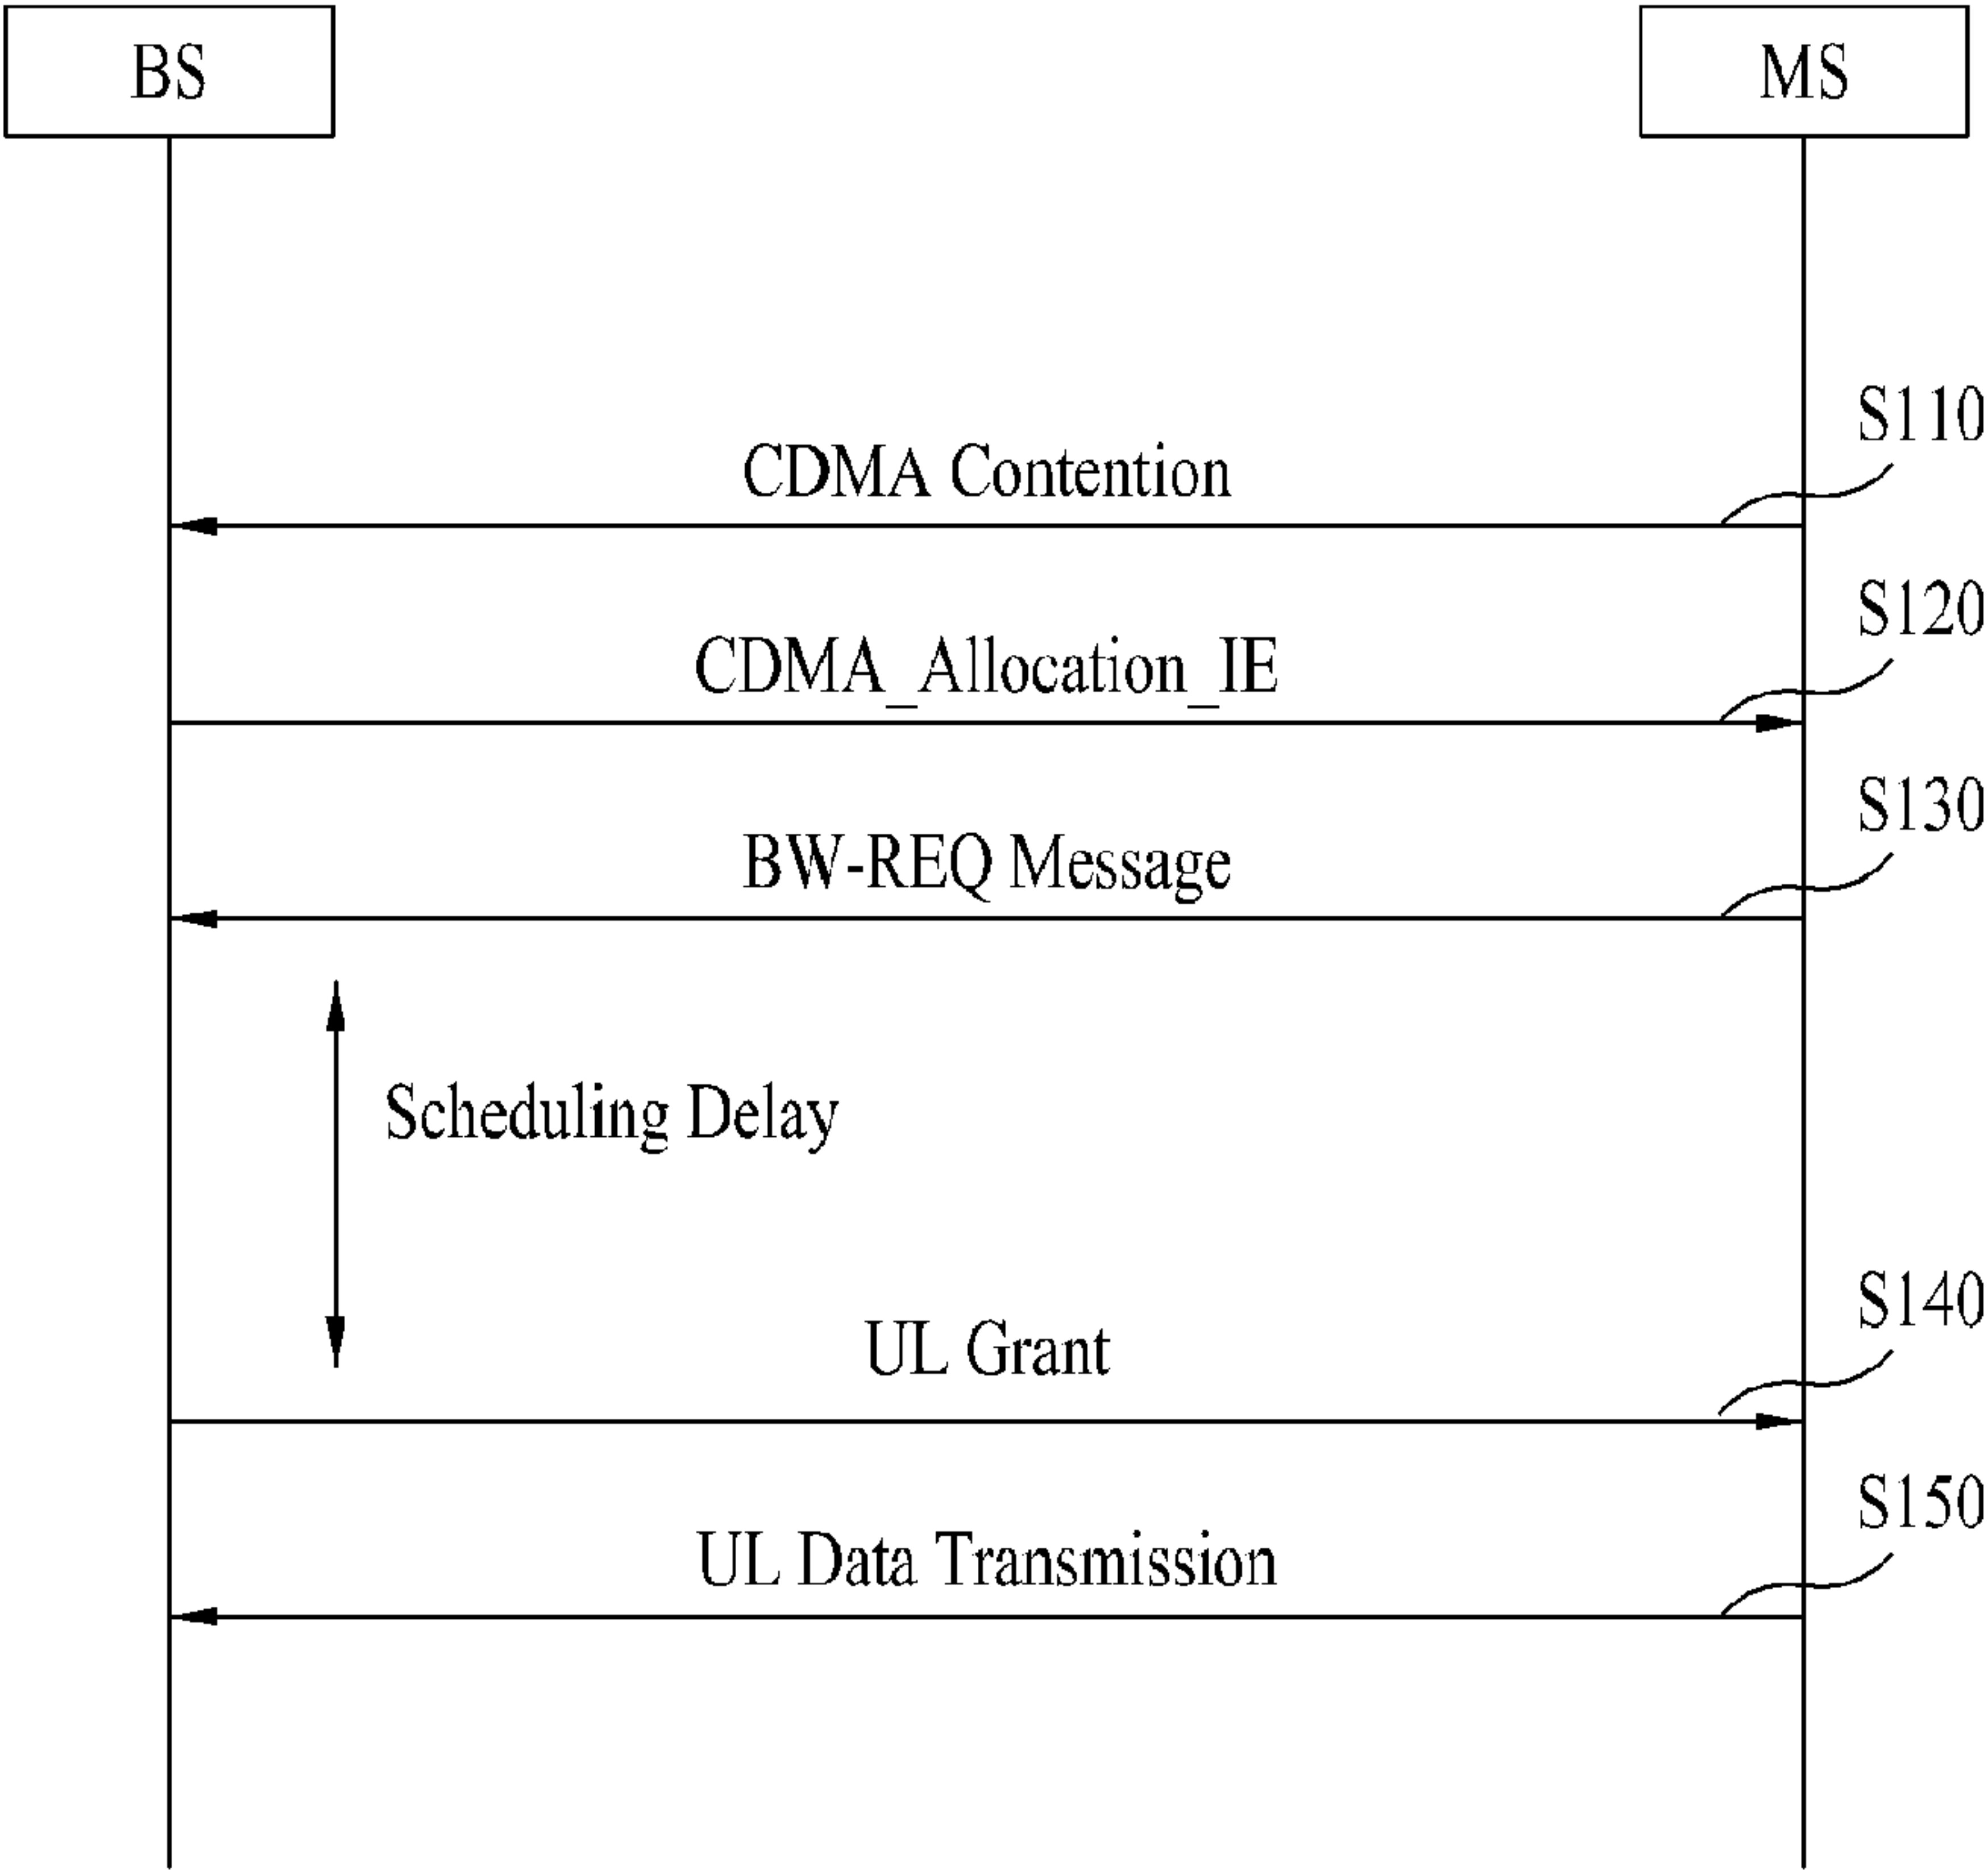 BS
MS
S110
CDMA Contention
S120
CDMA_Allocation_IE
S130
BW-REQ Message
Scheduling Delay
S140
UL Grant
S150
UL Data Transmission